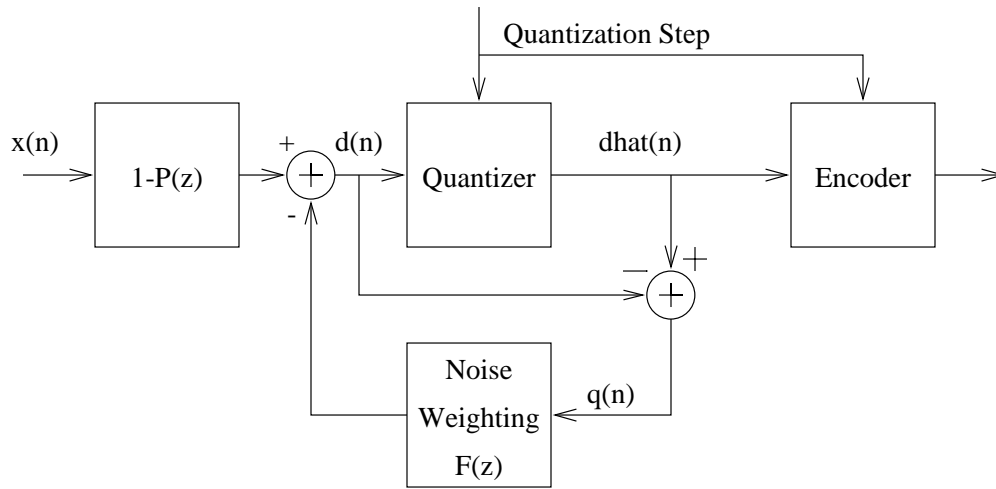 Quantization Step
x(n)
1-P(z)
+
-
+
d(n)
Quantizer
dhat(n)
Encoder
−
+
+
Noise
Weighting
F(z)
q(n)